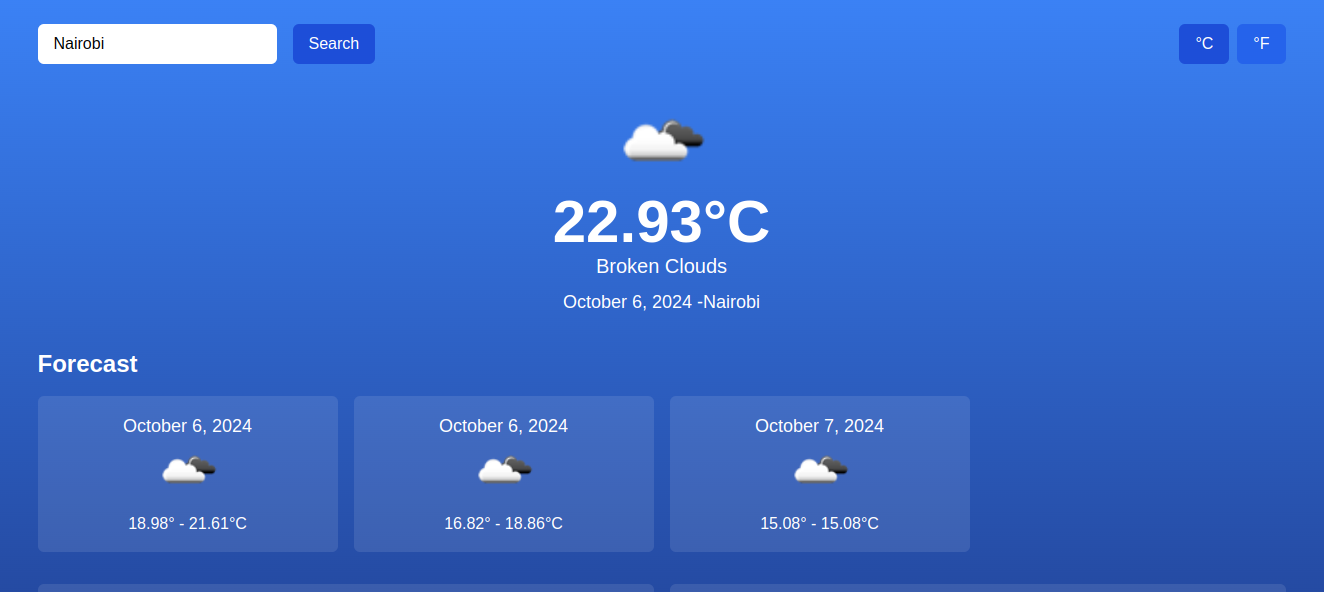 Nairobi Search °C °F
22.93°C
Broken Clouds
October 6, 2024 -Nairobi
Forecast
October 6, 2024 October 6, 2024 October 7, 2024
18.98° - 21.61°C 16.82° - 18.86°C 15.08° - 15.08°C